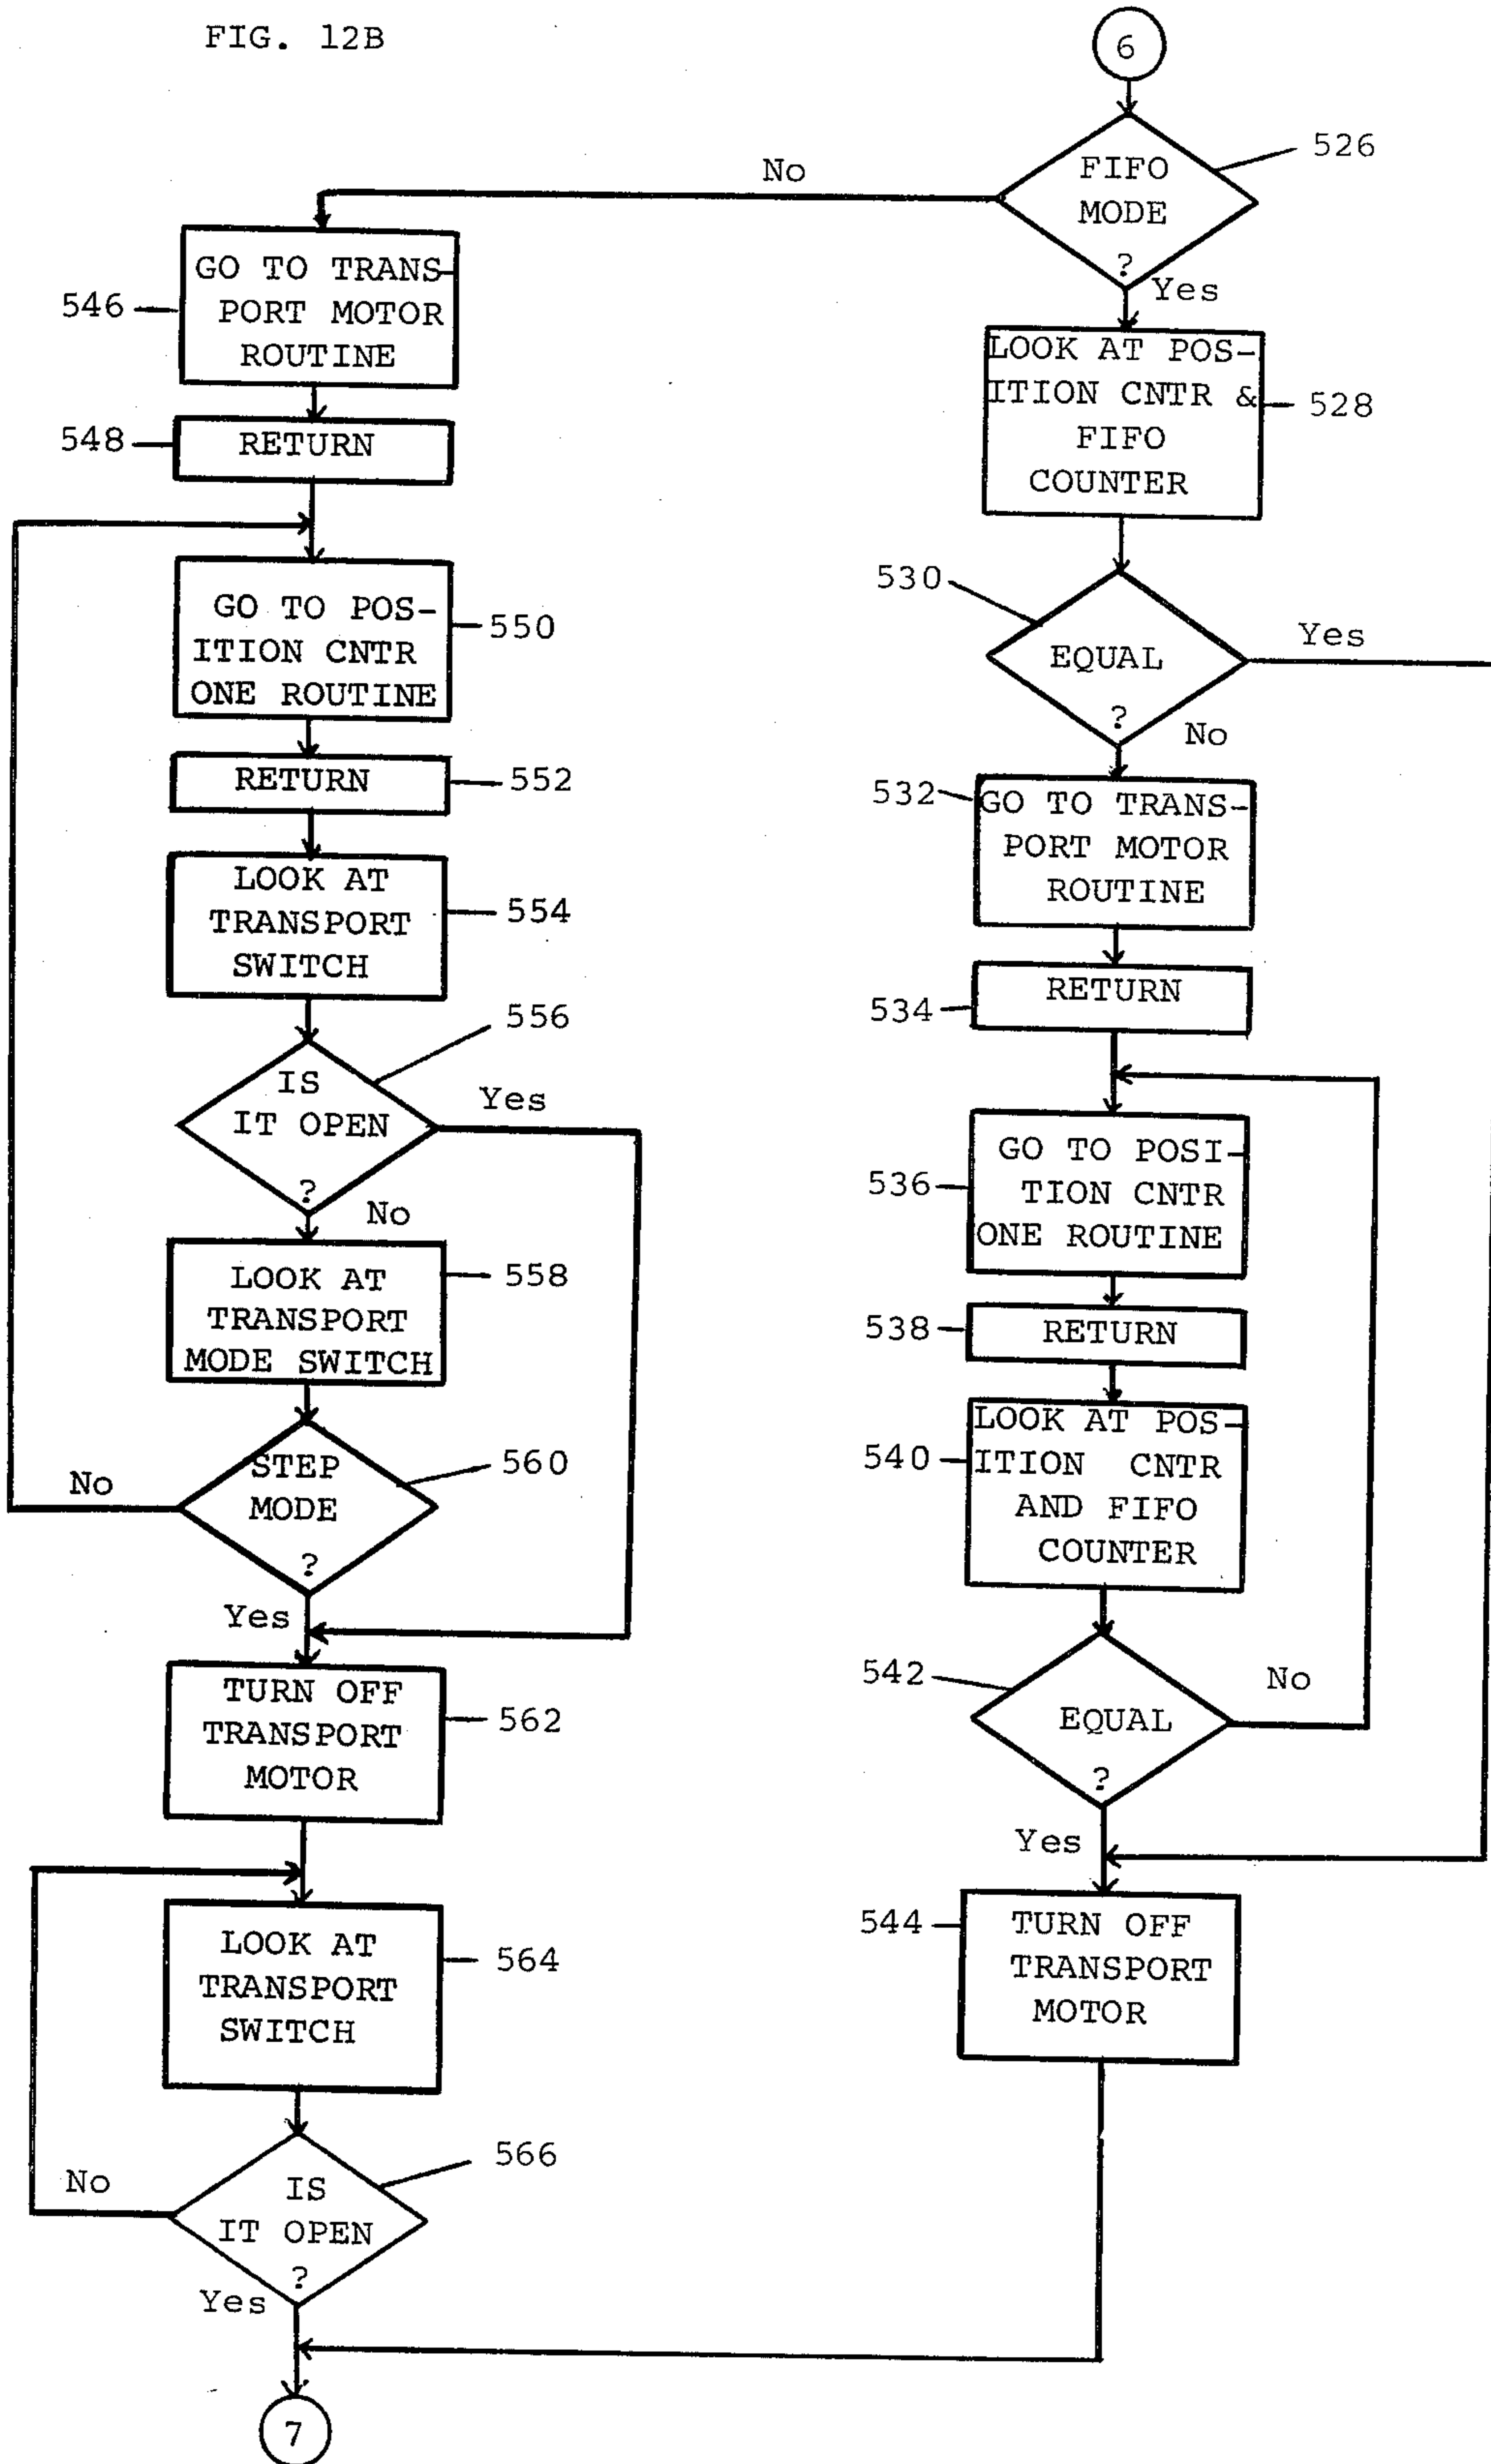 FIG. 12B
6
526
FIFO
MODE
?
No
Yes
LOOK AT POS-
ITION CNTR &
FIFO
COUNTER
528
530
EQUAL
?
Yes
No
532
GO TO TRANS-
PORT MOTOR
ROUTINE
534
RETURN
536
GO TO POSI-
TION CNTR
ONE ROUTINE
538
RETURN
540
LOOK AT POS-
ITION CNTR
AND FIFO
COUNTER
542
EQUAL
?
No
Yes
544
TURN OFF
TRANSPORT
MOTOR
546
GO TO TRANS-
PORT MOTOR
ROUTINE
548
RETURN
GO TO POS-
ITION CNTR
ONE ROUTINE
550
RETURN
552
LOOK AT
TRANSPORT
SWITCH
554
556
IS
IT OPEN
?
Yes
No
LOOK AT
TRANSPORT
MODE SWITCH
558
STEP
MODE
?
560
No
Yes
TURN OFF
TRANSPORT
MOTOR
562
LOOK AT
TRANSPORT
SWITCH
564
566
IS
IT OPEN
?
No
Yes
7